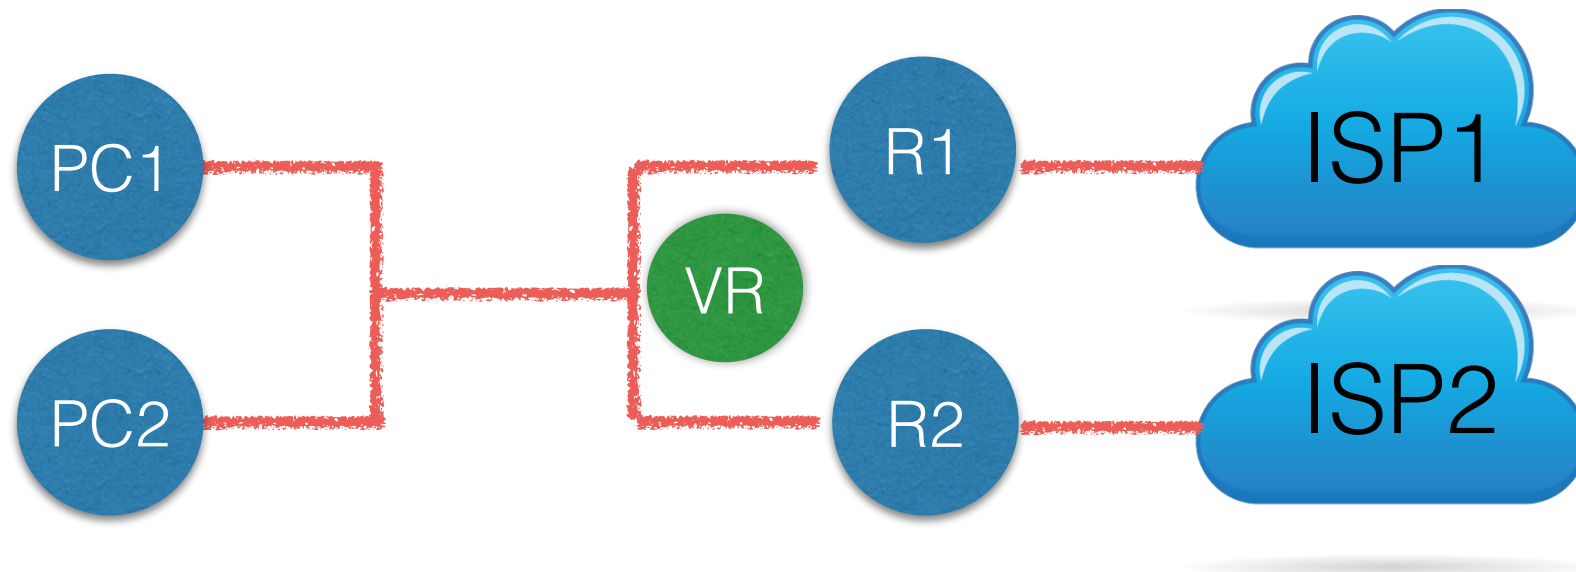 PC1
R1
ISP1
VR
PC2
R2
ISP2